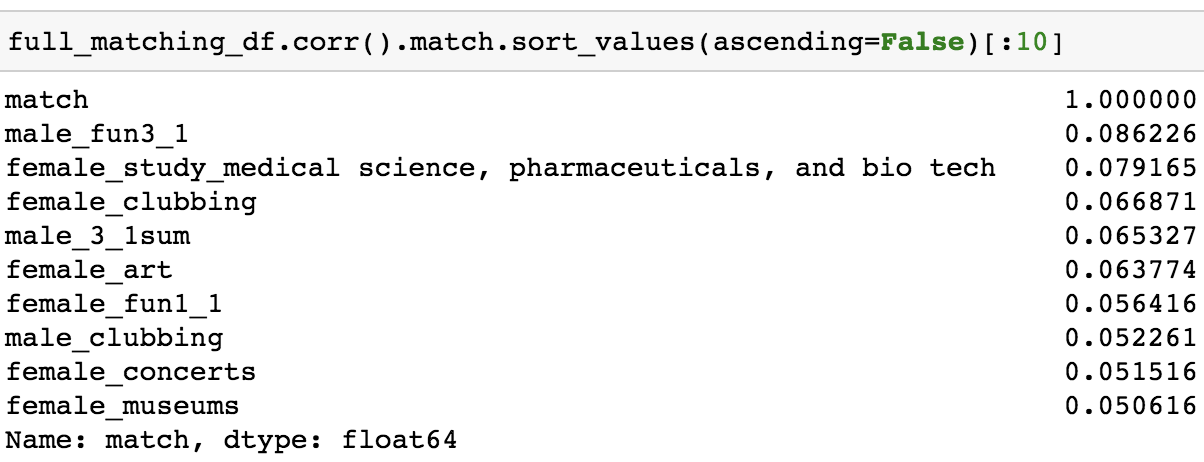 full_matching_df.corr().match.sort_values(ascending=False)[:10]
match 1.000000
male_fun3_1 0.086226
female_study_medical science, pharmaceuticals, and bio tech 0.079165
female_clubbing 0.066871
male_3_1sum 0.065327
female_art 0.063774
female_fun1_1 0.056416
male_clubbing 0.052261
female_concerts 0.051516
female_museums 0.050616
Name: match, dtype: float64